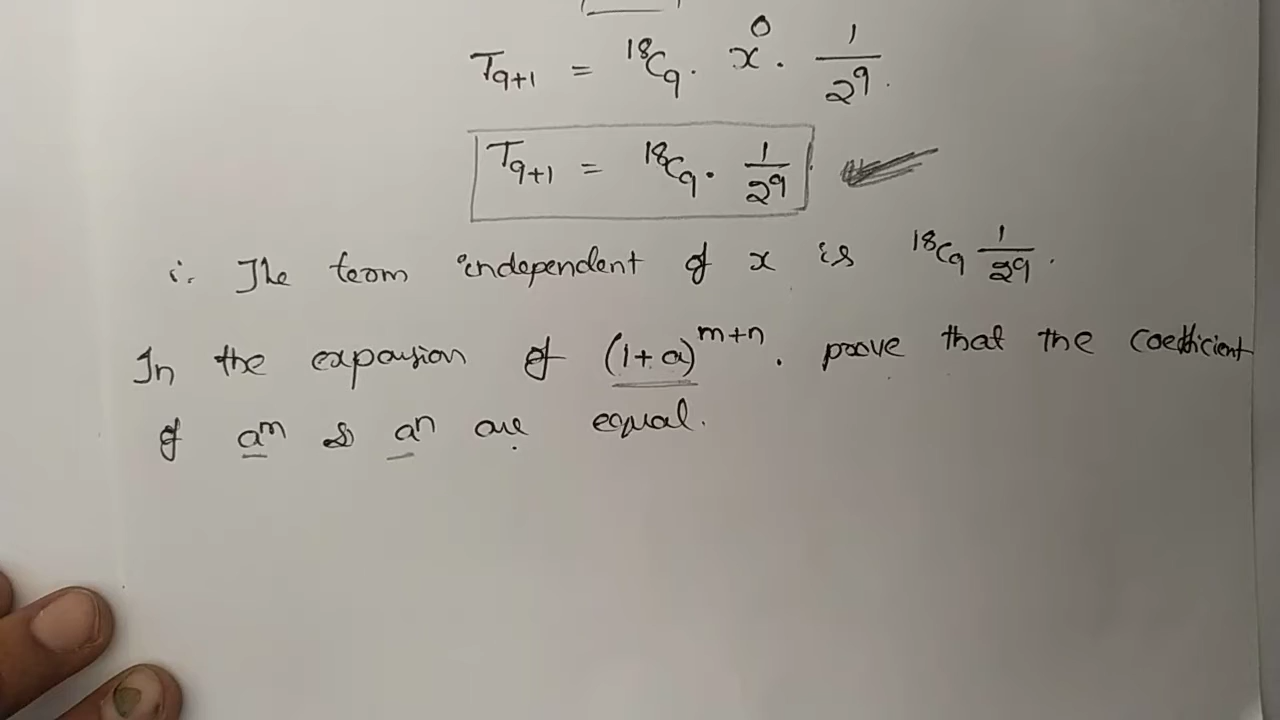 T₉₊₁ = ¹⁸C₉ . x⁰ . 1/2⁹ .
T₉₊₁ = ¹⁸C₉ . 1/2⁹
∴ The term independent of x is ¹⁸C₉ 1/2⁹ .
In the expansion of (1+a)ᵐ⁺ⁿ . prove that the coefficient
of aᵐ & aⁿ are equal.